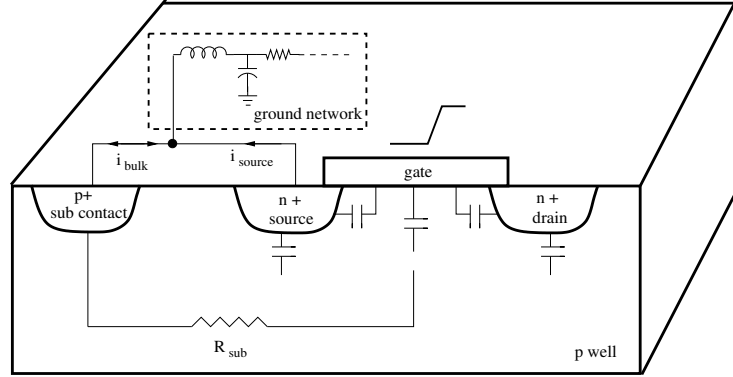 ground network
i bulk
i source
gate
p+
sub contact
n +
source
n +
drain
R sub
p well